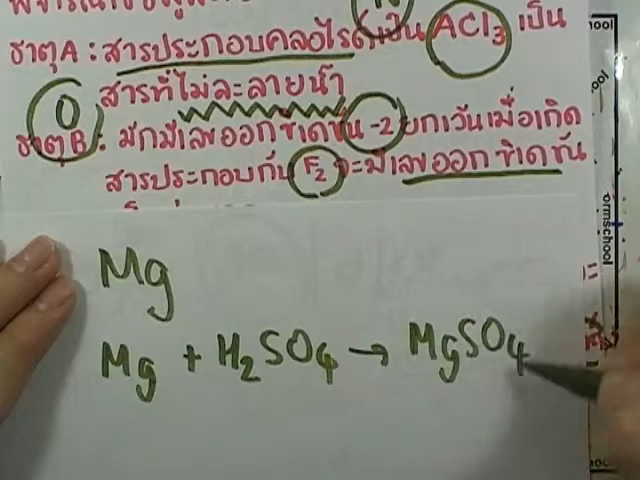 ธาตุA : สารประกอบคลอไรด์เป็น ACl3 เป็น
สารที่ไม่ละลายน้ำ
O
ธาตุB : มักมีเลขออกซิเดชัน -2 ยกเว้นเมื่อเกิด
สารประกอบกับ F2 จะมีเลขออกซิเดชัน
Mg
Mg + H2SO4 → MgSO4
ormschool